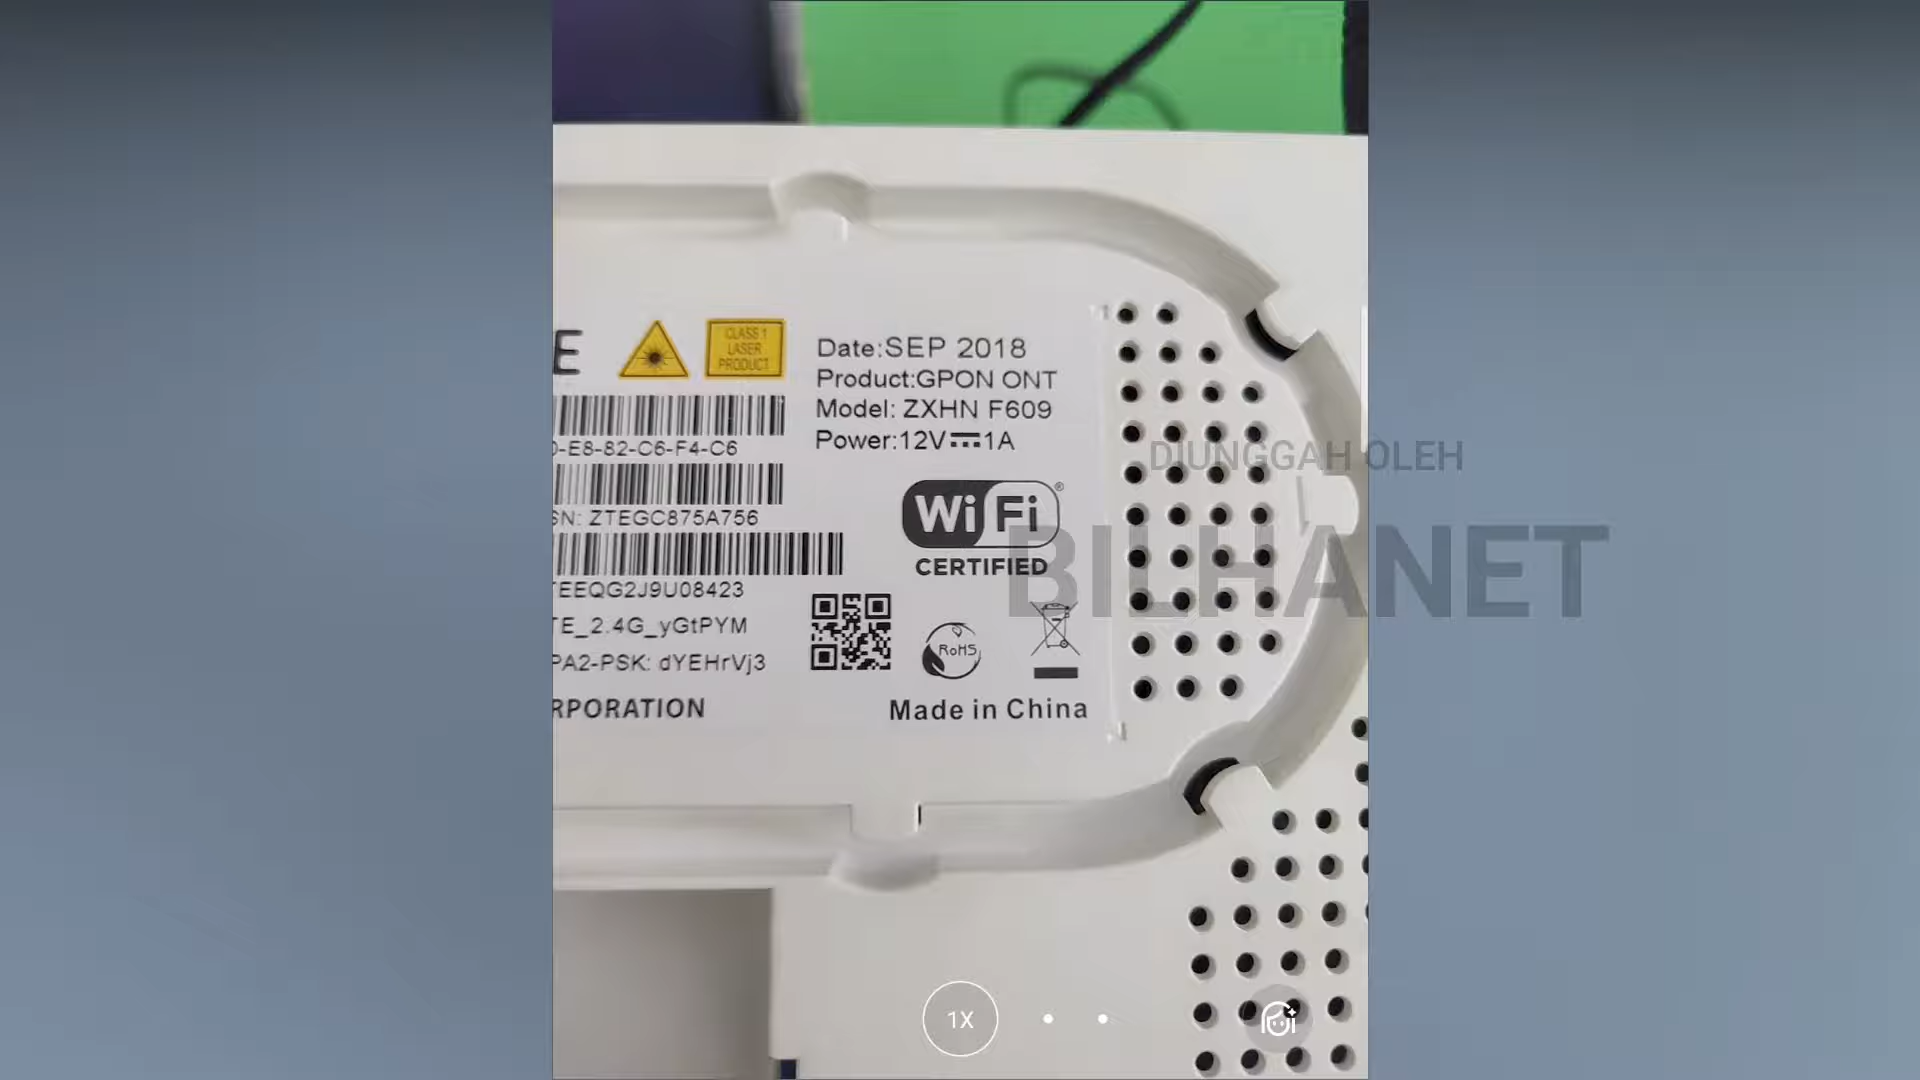 E
CLASS 1
LASER
PRODUCT
Date:SEP 2018
Product:GPON ONT
Model: ZXHN F609
Power:12V⎓1A
-E8-82-C6-F4-C6
SN: ZTEGC875A756
TEEQG2J9U08423
TE_2.4G_yGtPYM
PA2-PSK: dYEHrVj3
RPORATION
Wi Fi®
CERTIFIED
RoHS
Made in China
DIUNGGAH OLEH
BILHANET
1X